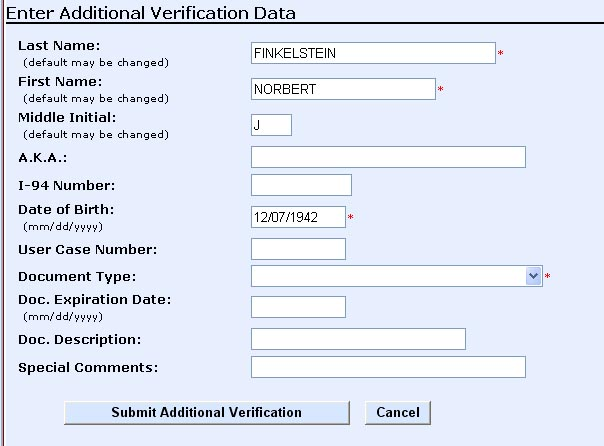 Enter Additional Verification Data
Last Name:
(default may be changed)
FINKELSTEIN *
First Name:
(default may be changed)
NORBERT *
Middle Initial:
(default may be changed)
J
A.K.A.:
I-94 Number:
Date of Birth:
(mm/dd/yyyy)
12/07/1942 *
User Case Number:
Document Type:
*
Doc. Expiration Date:
(mm/dd/yyyy)
Doc. Description:
Special Comments:
Submit Additional Verification Cancel